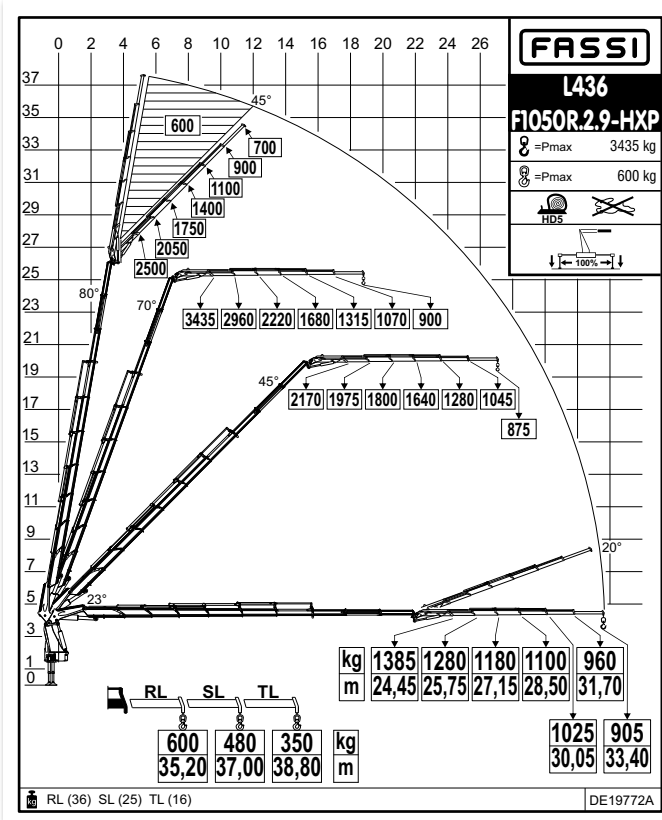 FASSI
L436
F1050R.2.9-HXP
=Pmax 3435 kg
=Pmax 600 kg
HD5
100%
0 2 4 6 8 10 12 14 16 18 20 22 24 26
37
35
33
31
29
27
25
23
21
19
17
15
13
11
9
7
5
3
1
0
45°
600
700
900
1100
1400
1750
2050
2500
80°
70°
3435 2960 2220 1680 1315 1070 900
45°
2170 1975 1800 1640 1280 1045
875
20°
23°
kg 1385 1280 1180 1100 960
m 24,45 25,75 27,15 28,50 31,70
1025 905
30,05 33,40
RL SL TL
600 480 350 kg
35,20 37,00 38,80 m
kg RL (36) SL (25) TL (16)
DE19772A